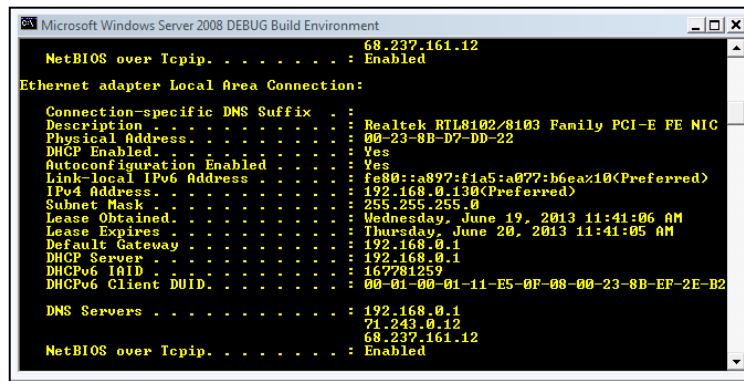 Microsoft Windows Server 2008 DEBUG Build Environment
68.237.161.12
NetBIOS over Tcpip. . . . . . . . : Enabled
Ethernet adapter Local Area Connection:
Connection-specific DNS Suffix  . :
Description . . . . . . . . . . . : Realtek RTL8102/8103 Family PCI-E FE NIC
Physical Address. . . . . . . . . : 00-23-8B-D7-DD-22
DHCP Enabled. . . . . . . . . . . : Yes
Autoconfiguration Enabled . . . . : Yes
Link-local IPv6 Address . . . . . : fe80::a897:f1a5:a077:b6ea%10(Preferred)
IPv4 Address. . . . . . . . . . . : 192.168.0.130(Preferred)
Subnet Mask . . . . . . . . . . . : 255.255.255.0
Lease Obtained. . . . . . . . . . : Wednesday, June 19, 2013 11:41:06 AM
Lease Expires . . . . . . . . . . : Thursday, June 20, 2013 11:41:05 AM
Default Gateway . . . . . . . . . : 192.168.0.1
DHCP Server . . . . . . . . . . . : 192.168.0.1
DHCPv6 IAID . . . . . . . . . . . : 167781259
DHCPv6 Client DUID. . . . . . . . : 00-01-00-01-11-E5-0F-08-00-23-8B-EF-2E-B2
DNS Servers . . . . . . . . . . . : 192.168.0.1
71.243.0.12
68.237.161.12
NetBIOS over Tcpip. . . . . . . . : Enabled